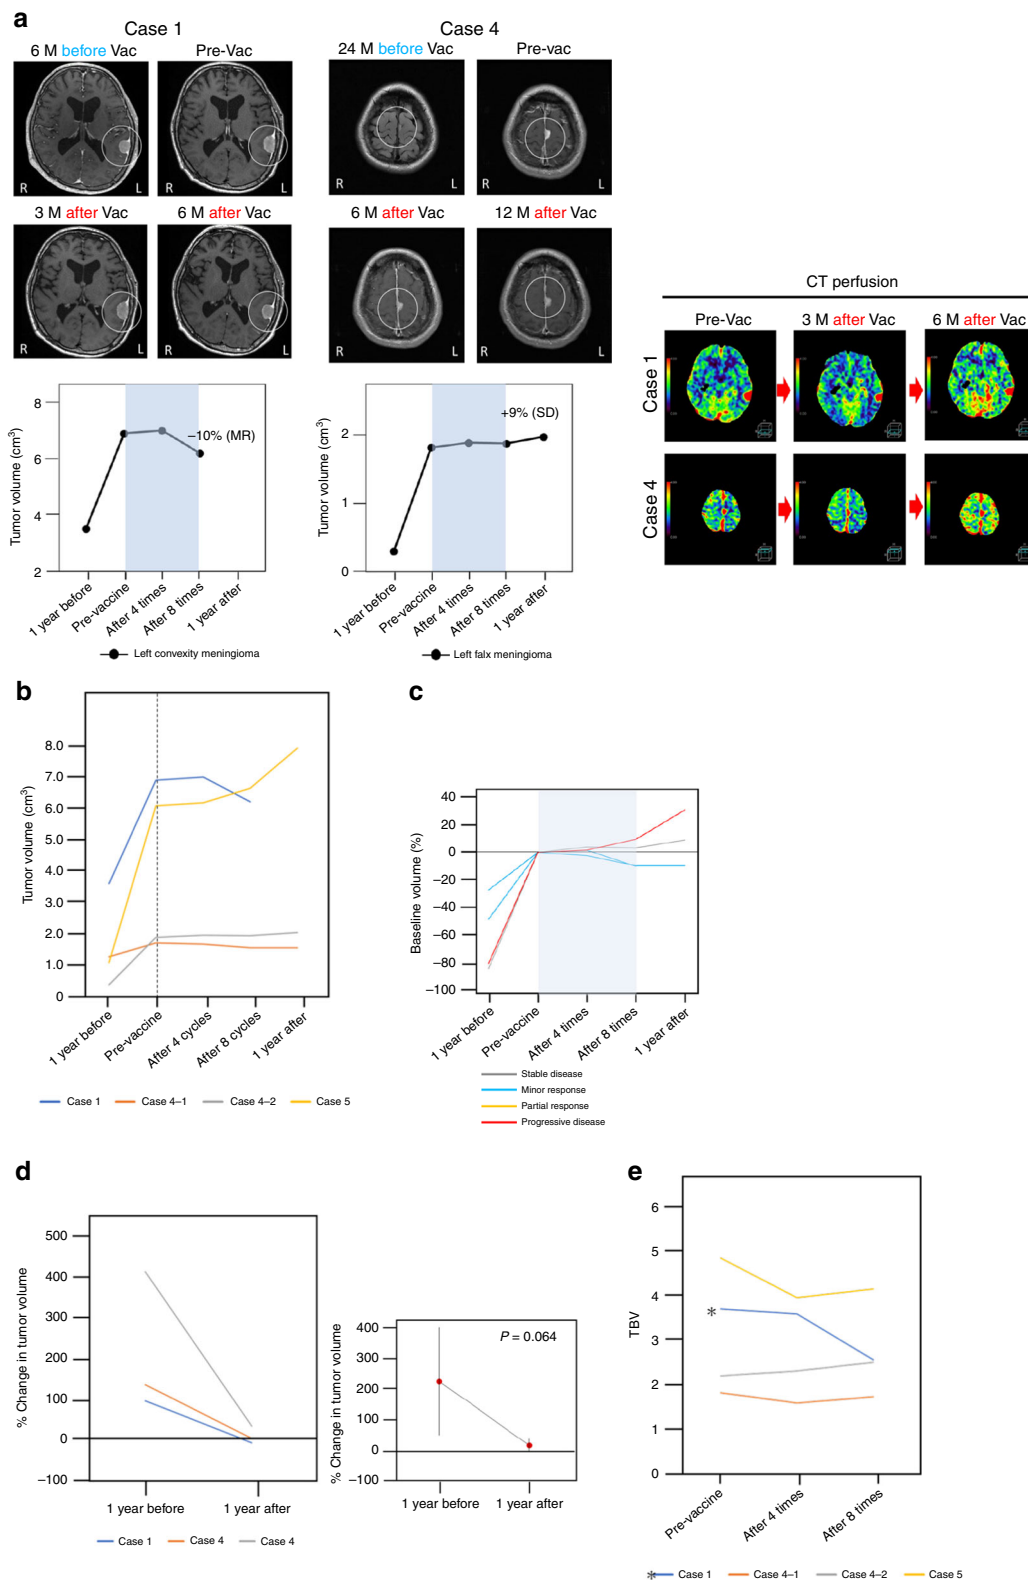 a
Case 1
Case 4
6 M before Vac
Pre-Vac
24 M before Vac
Pre-vac
R
L
R
L
R
L
R
L
3 M after Vac
6 M after Vac
6 M after Vac
12 M after Vac
R
L
R
L
R
L
R
L
CT perfusion
Pre-Vac
3 M after Vac
6 M after Vac
Case 1
Case 4
Tumor volume (cm³)
8
6
4
2
–10% (MR)
1 year before
Pre-vaccine
After 4 times
After 8 times
1 year after
Left convexity meningioma
Tumor volume (cm³)
2
1
0
+9% (SD)
1 year before
Pre-vaccine
After 4 times
After 8 times
1 year after
Left falx meningioma
b
Tumor volume (cm³)
8.0
7.0
6.0
5.0
4.0
3.0
2.0
1.0
0
1 year before
Pre-vaccine
After 4 cycles
After 8 cycles
1 year after
Case 1
Case 4–1
Case 4–2
Case 5
c
Baseline volume (%)
40
20
0
–20
–40
–60
–80
–100
1 year before
Pre-vaccine
After 4 times
After 8 times
1 year after
Stable disease
Minor response
Partial response
Progressive disease
d
% Change in tumor volume
500
400
300
200
100
0
–100
1 year before
1 year after
Case 1
Case 4
Case 4
% Change in tumor volume
400
300
200
100
0
–100
P = 0.064
1 year before
1 year after
e
TBV
6
5
4
3
2
1
0
*
Pre-vaccine
After 4 times
After 8 times
* Case 1
Case 4–1
Case 4–2
Case 5